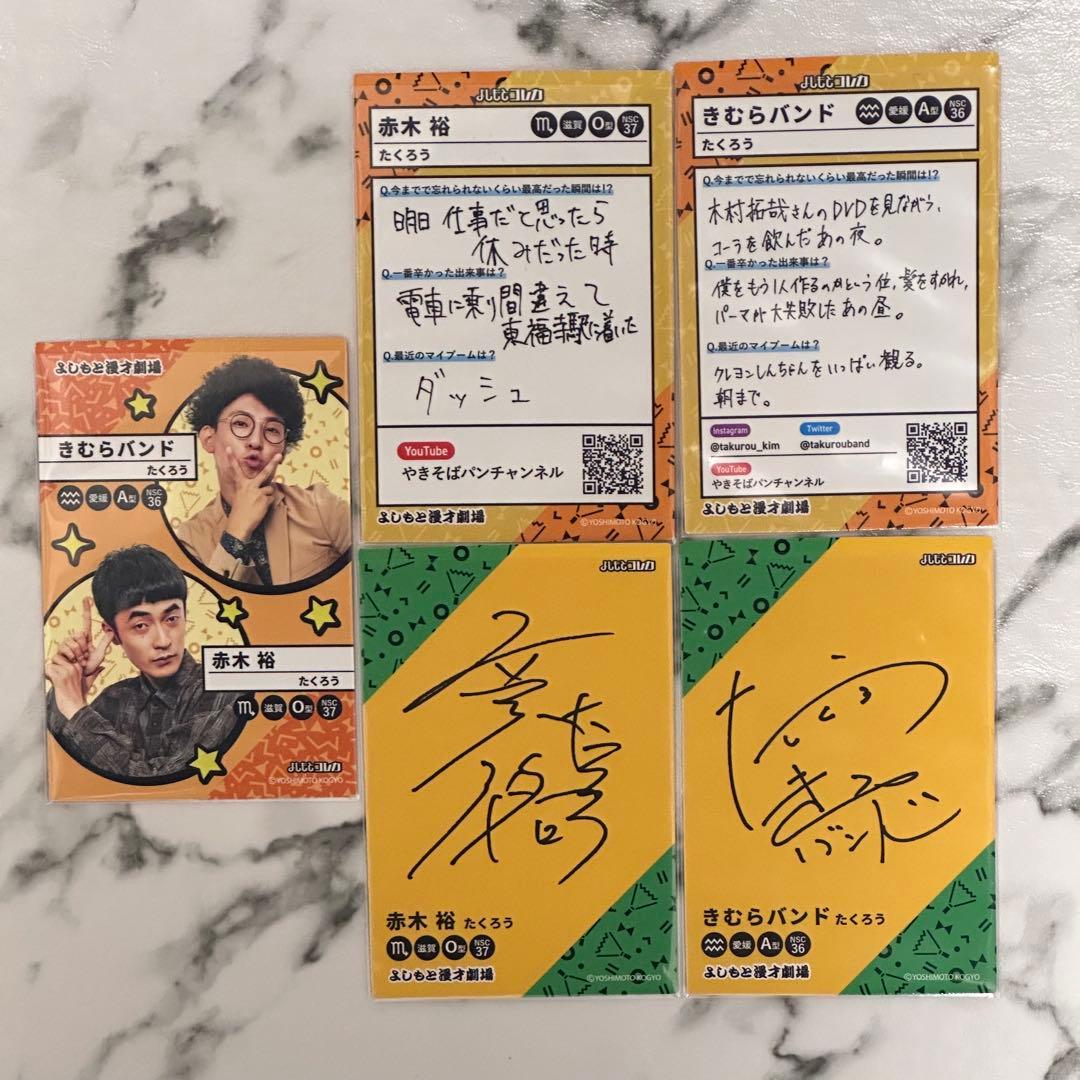 よしもと漫才劇場
きむらバンド
たくろう
愛媛 A型 NSC 36
赤木 裕
たくろう
滋賀 O型 NSC 37
よしもとコレカ
©YOSHIMOTO KOGYO
よしもとコレカ
赤木 裕
滋賀 O型 NSC 37
たくろう
Q.今までで忘れられないくらい最高だった瞬間は!?
明日 仕事だと思ったら
休みだった時
Q.一番辛かった出来事は?
電車に乗り間違えて
東福寺駅に着いた
Q.最近のマイブームは?
ダッシュ
YouTube
やきそばパンチャンネル
よしもと漫才劇場
©YOSHIMOTO KOGYO
よしもとコレカ
きむらバンド
愛媛 A型 NSC 36
たくろう
Q.今までで忘れられないくらい最高だった瞬間は!?
木村拓哉さんのDVDを見ながら、
コーラを飲んだあの夜。
Q.一番辛かった出来事は?
僕をもう1人作るのかという位、髪をすかれ、
パーマが大失敗したあの昼。
Q.最近のマイブームは?
クレヨンしんちゃんをいっぱい観る。
朝まで。
Instagram
@takurou_kim
Twitter
@takurouband
YouTube
やきそばパンチャンネル
よしもと漫才劇場
©YOSHIMOTO KOGYO
よしもとコレカ
赤木 裕 たくろう
滋賀 O型 NSC 37
よしもと漫才劇場
©YOSHIMOTO KOGYO
よしもとコレカ
きむら
バンド
きむらバンド たくろう
愛媛 A型 NSC 36
よしもと漫才劇場
©YOSHIMOTO KOGYO